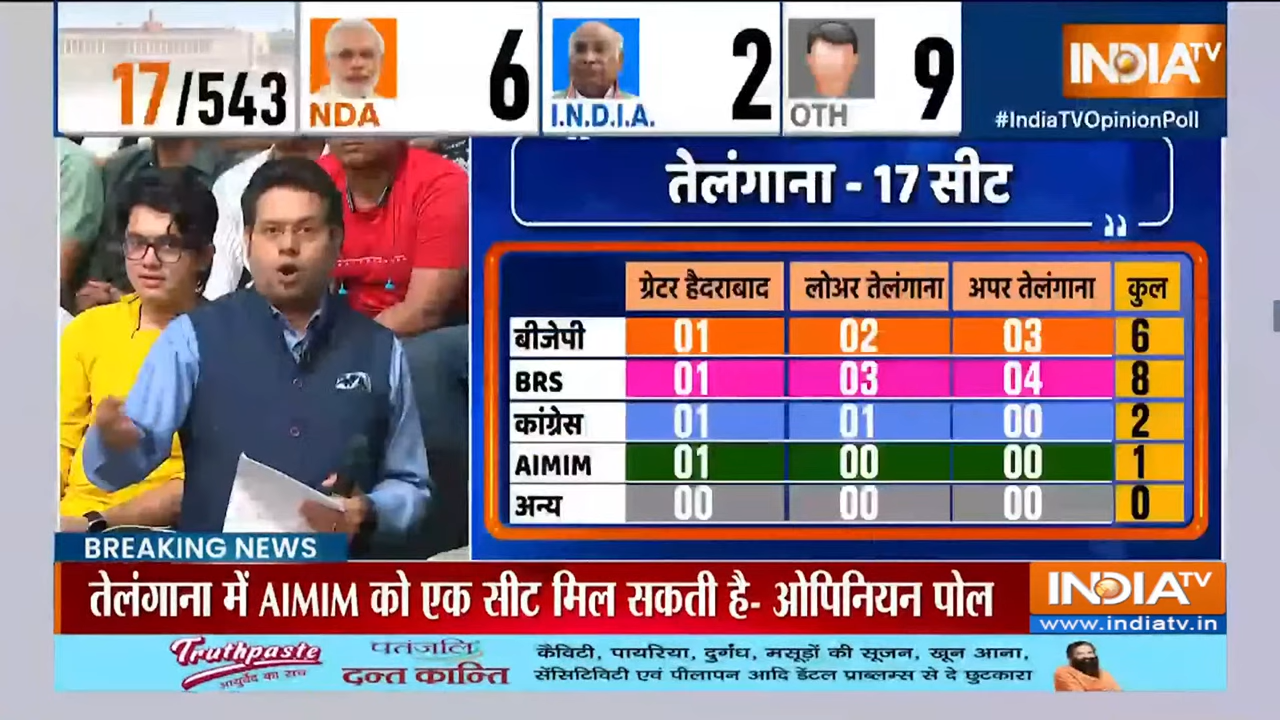 17/543
NDA
6
I.N.D.I.A.
2
OTH
9
INDIA TV
#IndiaTVOpinionPoll
तेलंगाना - 17 सीट
ग्रेटर हैदराबाद लोअर तेलंगाना अपर तेलंगाना कुल
बीजेपी 01 02 03 6
BRS 01 03 04 8
कांग्रेस 01 01 00 2
AIMIM 01 00 00 1
अन्य 00 00 00 0
BREAKING NEWS
तेलंगाना में AIMIM को एक सीट मिल सकती है- ओपिनियन पोल
INDIA TV
www.indiatv.in
Truthpaste
आयुर्वेद का सच
पतंजलि
दन्त कान्ति
कैविटी, पायरिया, दुर्गंध, मसूड़ों की सूजन, खून आना,
सेंसिटिविटी एवं पीलापन आदि डेंटल प्राब्लम्स से दे छुटकारा